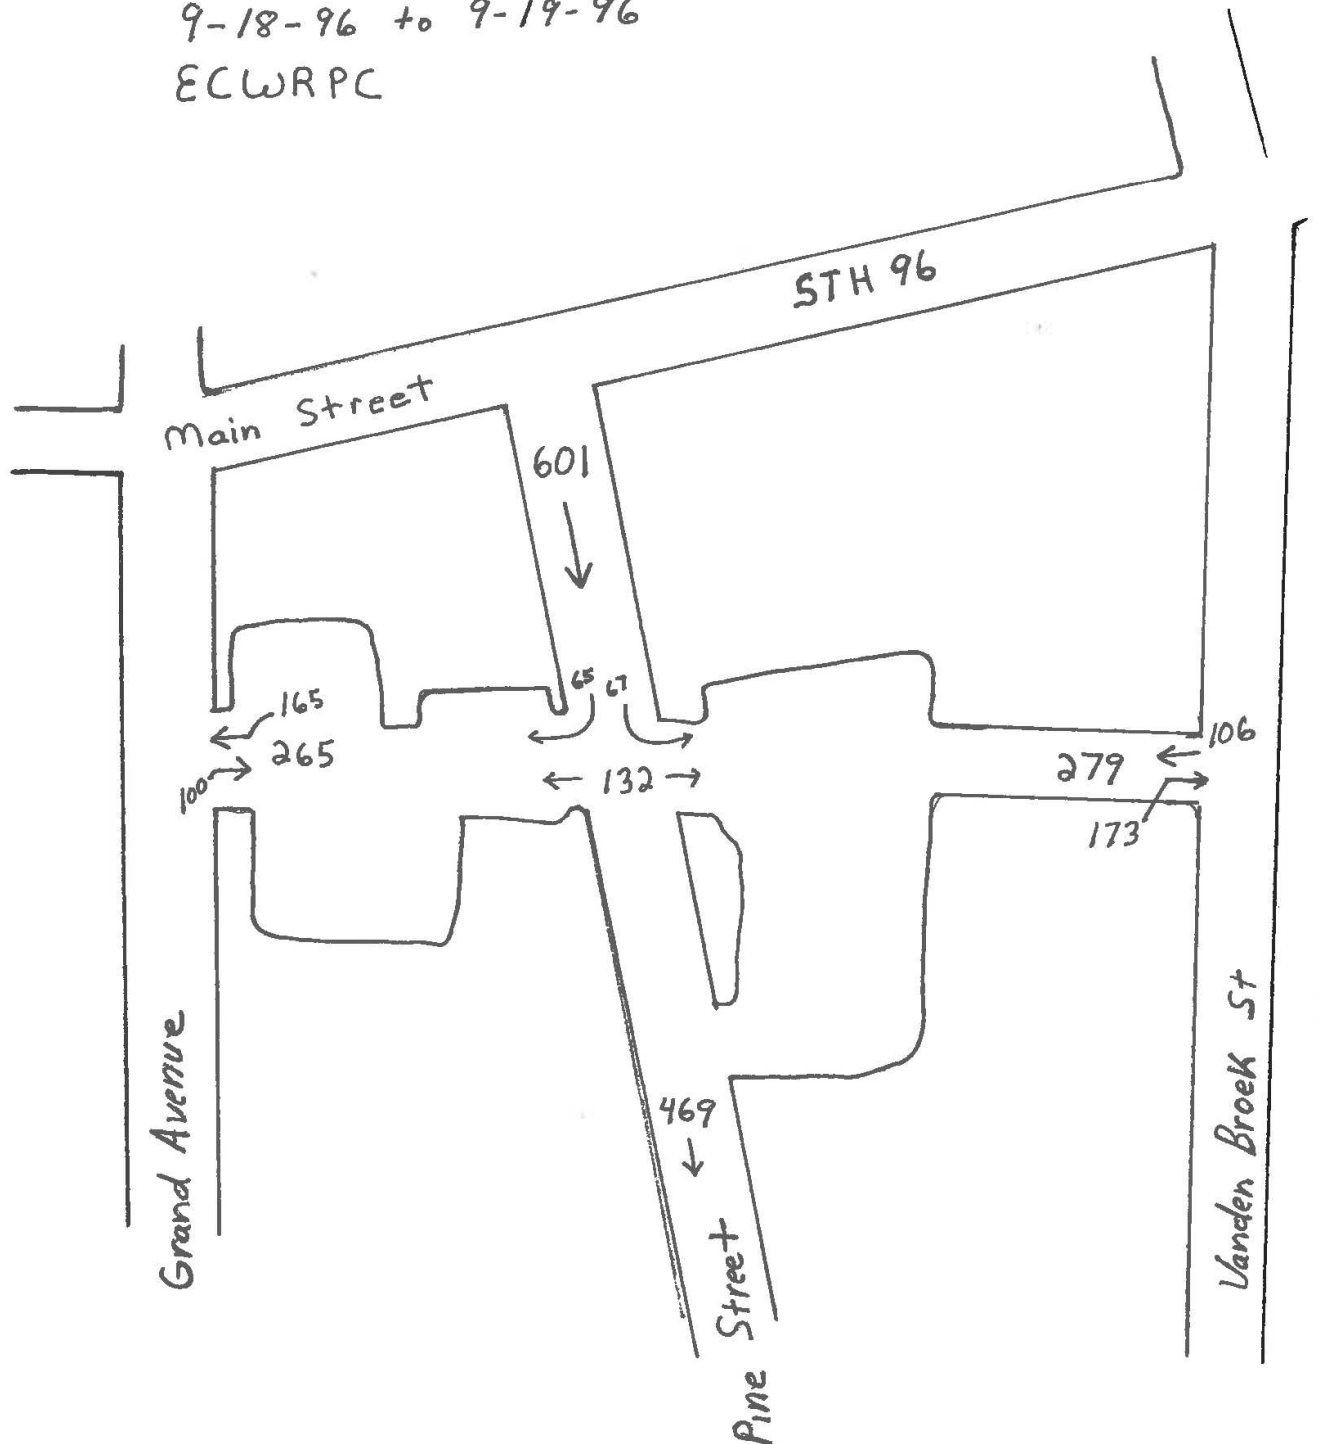 9-18-96 to 9-19-96
ECWRPC
STH 96
Main Street
601
65 67
165
265
100
132
279
106
173
469
Grand Avenue
Pine Street
Vanden Broek St